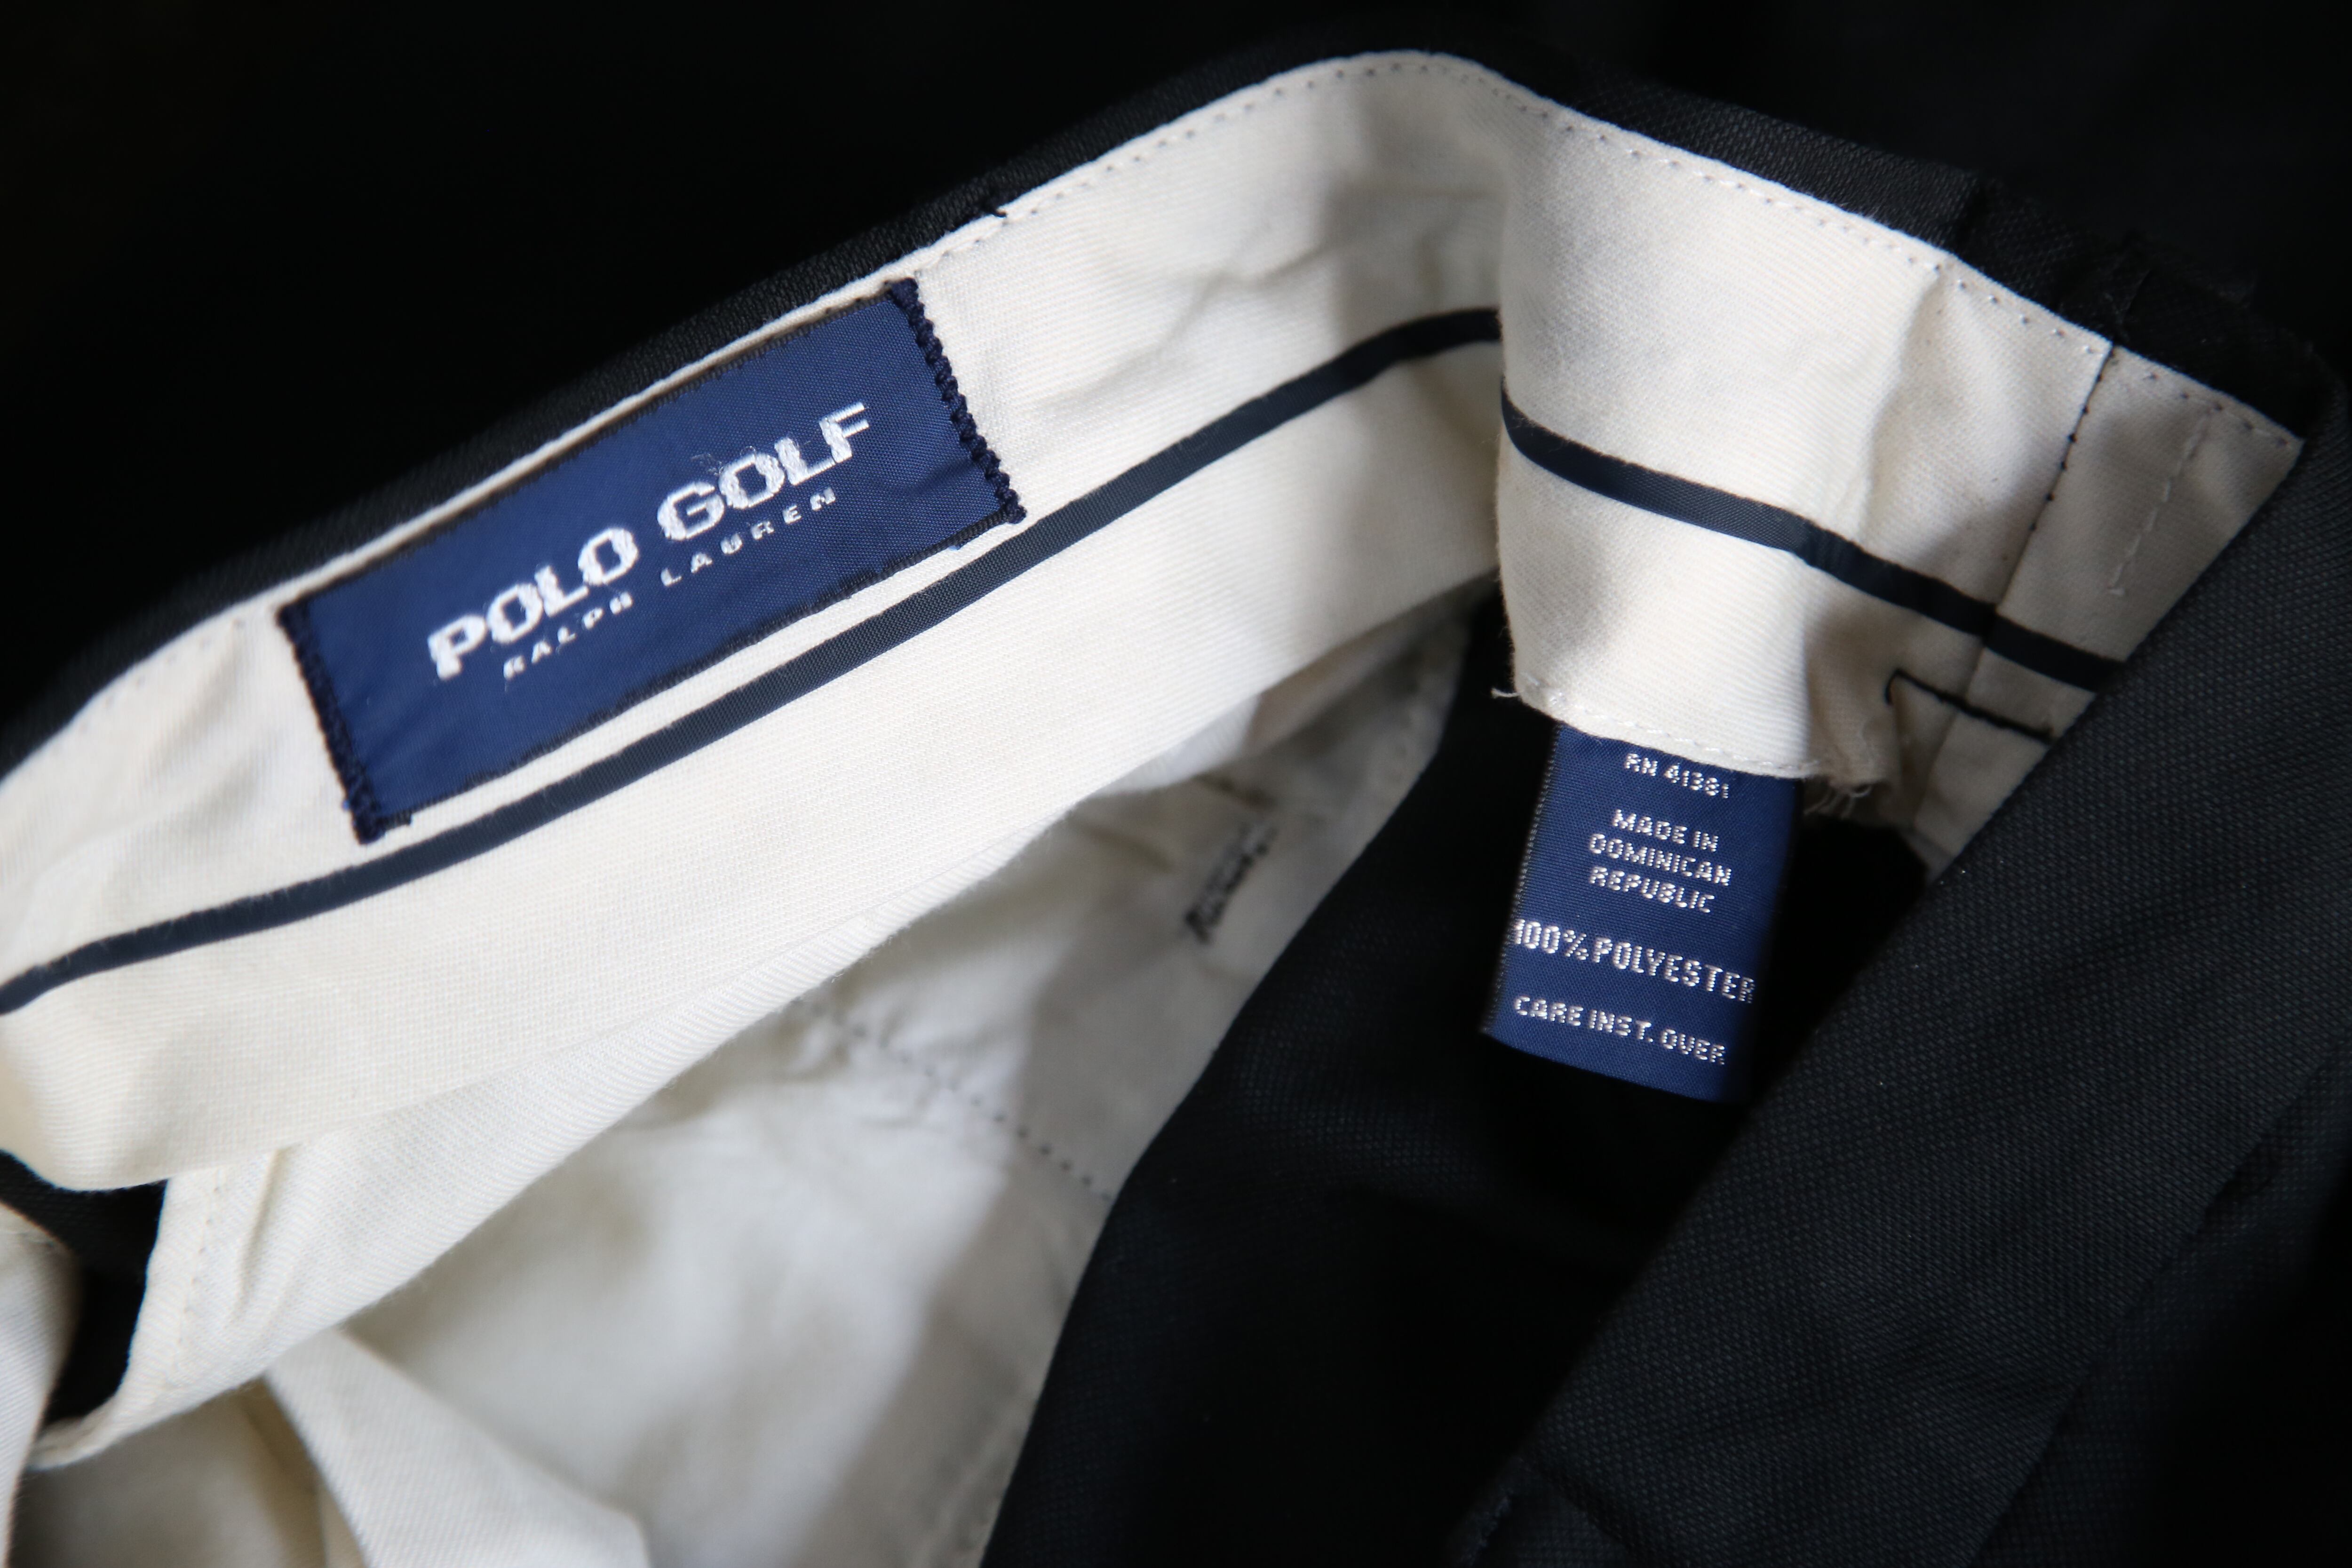 POLO GOLF
RALPH LAUREN
RN 41381
MADE IN
DOMINICAN
REPUBLIC
100% POLYESTER
CARE INST. OVER